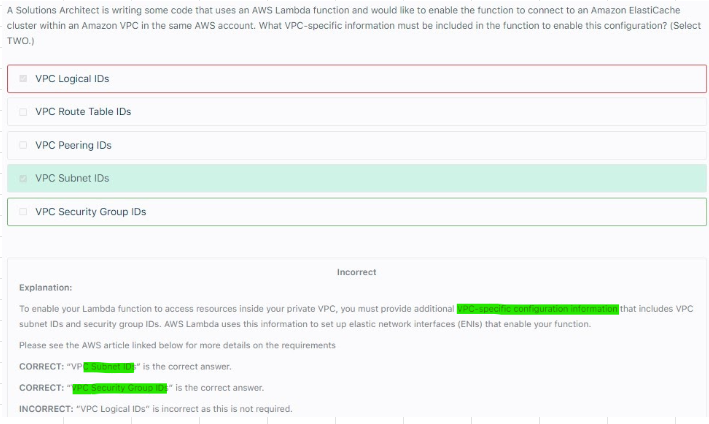 A Solutions Architect is writing some code that uses an AWS Lambda function and would like to enable the function to connect to an Amazon ElastiCache
cluster within an Amazon VPC in the same AWS account. What VPC-specific information must be included in the function to enable this configuration? (Select
TWO.)
VPC Logical IDs
VPC Route Table IDs
VPC Peering IDs
VPC Subnet IDs
VPC Security Group IDs
Incorrect
Explanation:
To enable your Lambda function to access resources inside your private VPC, you must provide additional VPC-specific configuration information that includes VPC
subnet IDs and security group IDs. AWS Lambda uses this information to set up elastic network interfaces (ENIs) that enable your function.
Please see the AWS article linked below for more details on the requirements
CORRECT: "VPC Subnet IDs" is the correct answer.
CORRECT: "VPC Security Group IDs" is the correct answer.
INCORRECT: "VPC Logical IDs" is incorrect as this is not required.